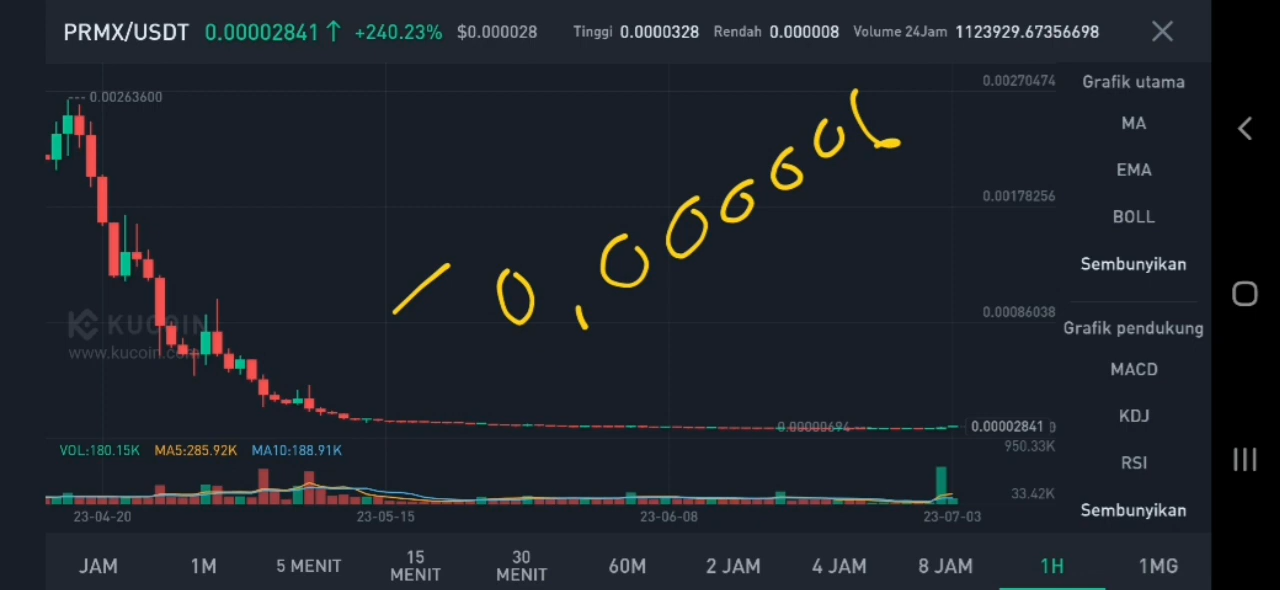 PRMX/USDT 0.00002841↑ +240.23% $0.000028 Tinggi 0.0000328 Rendah 0.000008 Volume 24Jam 1123929.67356698
0.00270474
Grafik utama
0.00263600
MA
EMA
0.00178256
BOLL
Sembunyikan
- 0,00000L
0.00086038
KUCOIN
www.kucoin.com
Grafik pendukung
MACD
KDJ
0.00000694
0.00002841
950.33K
VOL:180.15K MA5:285.92K MA10:188.91K
RSI
33.42K
Sembunyikan
23-04-20 23-05-15 23-06-08 23-07-03
JAM 1M 5 MENIT 15 MENIT 30 MENIT 60M 2 JAM 4 JAM 8 JAM 1H 1MG